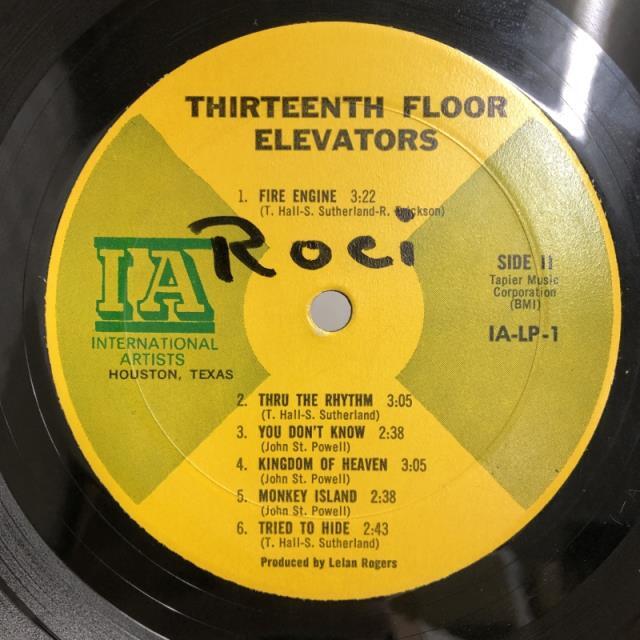 THIRTEENTH FLOOR
ELEVATORS
1. FIRE ENGINE 3:22
(T. Hall-S. Sutherland-R. Erickson)
Roci
IA
INTERNATIONAL
ARTISTS
HOUSTON, TEXAS
SIDE II
Tapier Music
Corporation
(BMI)
IA-LP-1
2. THRU THE RHYTHM 3:05
(T. Hall-S. Sutherland)
3. YOU DON'T KNOW 2:38
(John St. Powell)
4. KINGDOM OF HEAVEN 3:05
(John St. Powell)
5. MONKEY ISLAND 2:38
(John St. Powell)
6. TRIED TO HIDE 2:43
(T. Hall-S. Sutherland)
Produced by Lelan Rogers